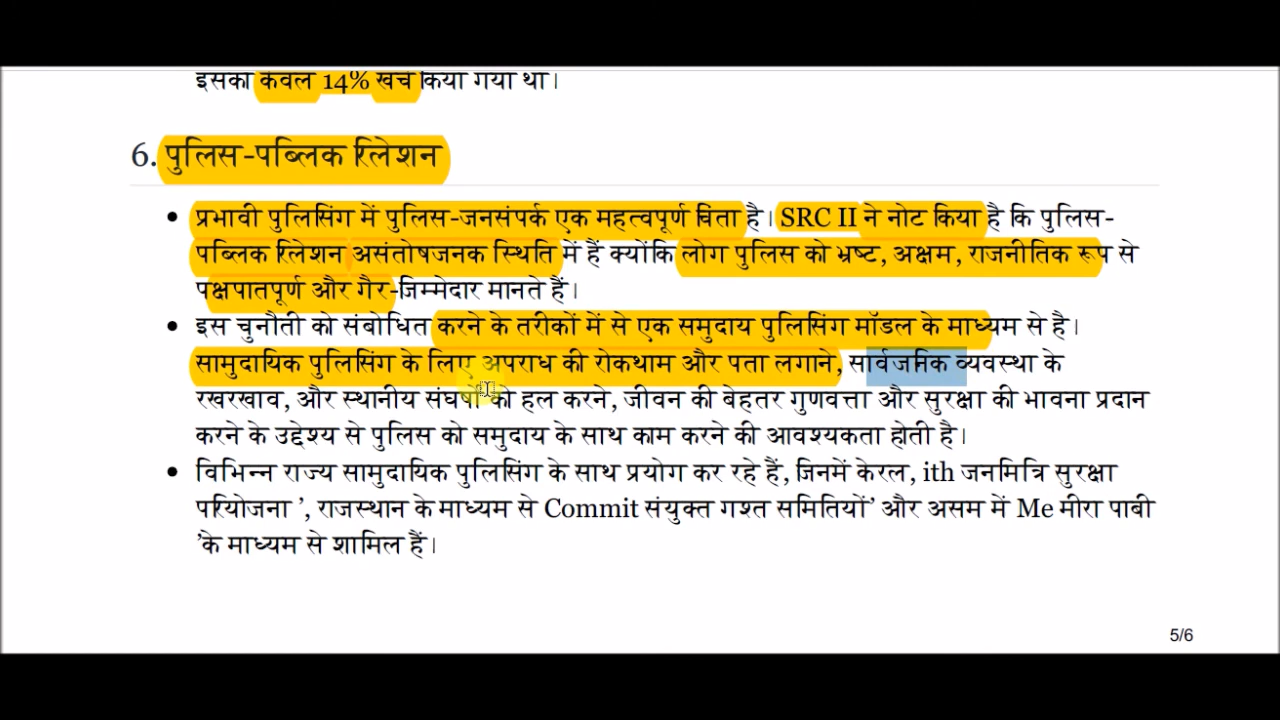 इसका केवल 14% खर्च किया गया था।
6. पुलिस-पब्लिक रिलेशन
• प्रभावी पुलिसिंग में पुलिस-जनसंपर्क एक महत्वपूर्ण चिंता है। SRC II ने नोट किया है कि पुलिस-
पब्लिक रिलेशन असंतोषजनक स्थिति में हैं क्योंकि लोग पुलिस को भ्रष्ट, अक्षम, राजनीतिक रूप से
पक्षपातपूर्ण और गैर-जिम्मेदार मानते हैं।
• इस चुनौती को संबोधित करने के तरीकों में से एक समुदाय पुलिसिंग मॉडल के माध्यम से है।
सामुदायिक पुलिसिंग के लिए अपराध की रोकथाम और पता लगाने, सार्वजनिक व्यवस्था के
रखरखाव, और स्थानीय संघर्षों को हल करने, जीवन की बेहतर गुणवत्ता और सुरक्षा की भावना प्रदान
करने के उद्देश्य से पुलिस को समुदाय के साथ काम करने की आवश्यकता होती है।
• विभिन्न राज्य सामुदायिक पुलिसिंग के साथ प्रयोग कर रहे हैं, जिनमें केरल, ith जनमित्रि सुरक्षा
परियोजना ’, राजस्थान के माध्यम से Commit संयुक्त गश्त समितियों’ और असम में Me मीरा पाबी
’के माध्यम से शामिल हैं।
5/6